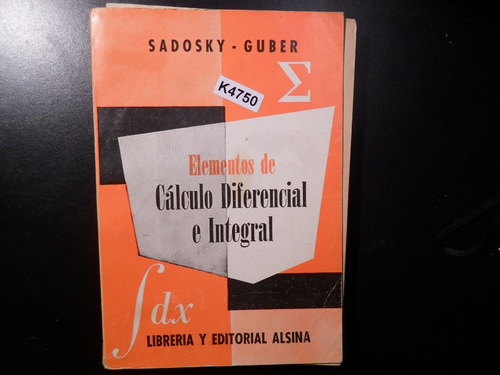 SADOSKY - GUBER
K4750
Σ
Elementos de
Cálculo Diferencial
e Integral
∫dx
LIBRERIA Y EDITORIAL ALSINA